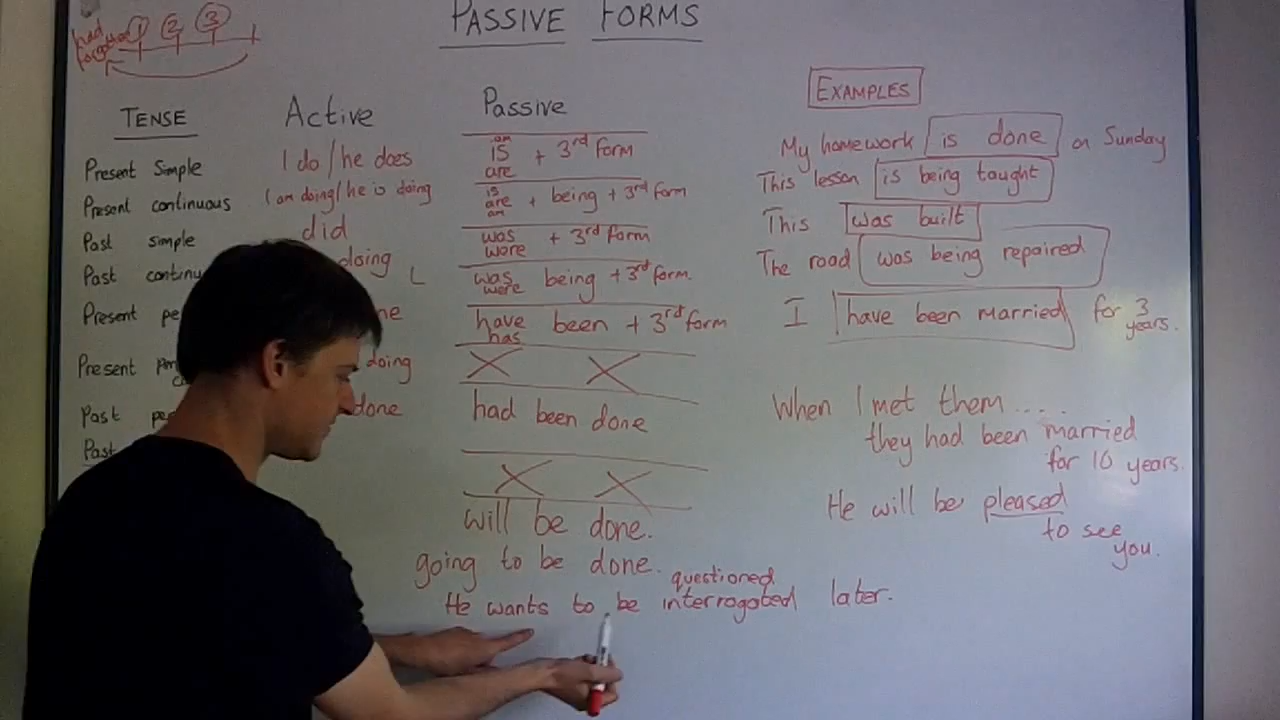 PASSIVE FORMS
had
1 2 3
TENSE Active Passive EXAMPLES
Present Simple I do / he does am is are + 3rd form My homework is done on Sunday
Present continuous I am doing / he is doing is are am + being + 3rd form This lesson is being taught
Past simple did was were + 3rd form This was built
Past doing was were being + 3rd form The road was being repaired
Present have has been + 3rd form I have been married for 3 years.
Present doing X X
Past done had been done When I met them ....
they had been married
for 10 years.
Past X X
will be done. He will be pleased
to see
you.
going to be done.
questioned
He wants to be interrogated later.